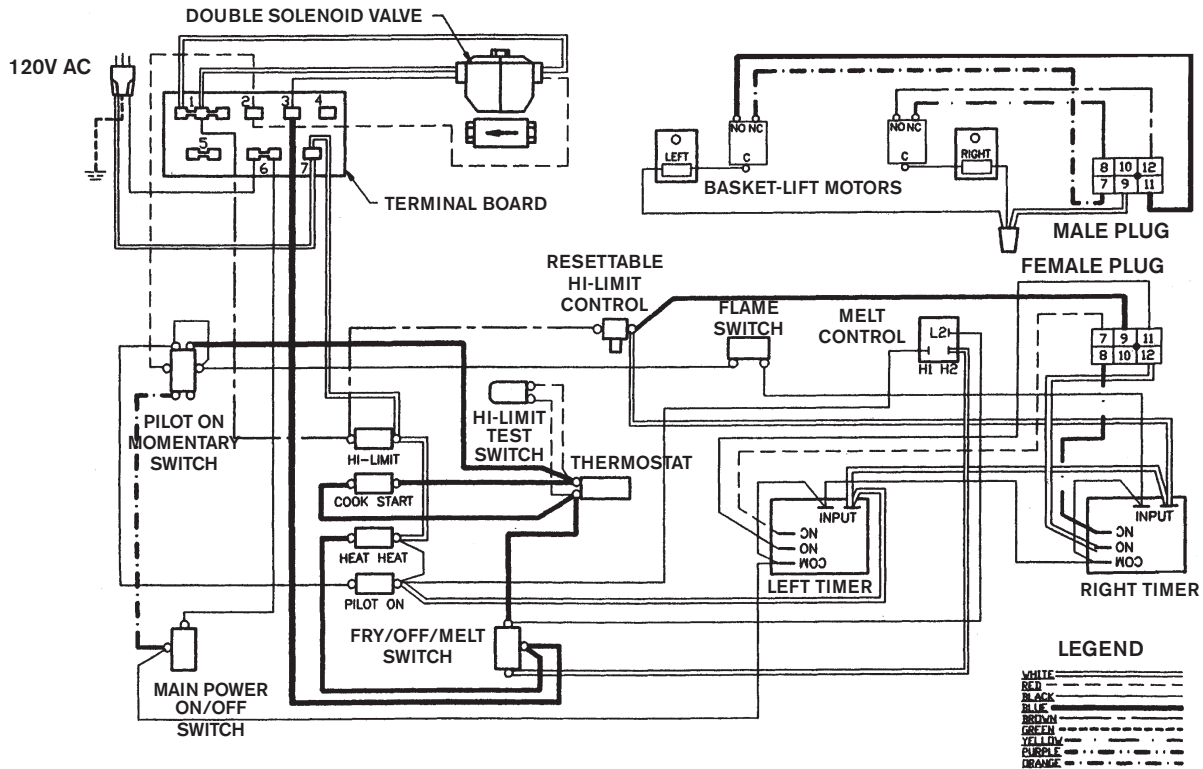 DOUBLE SOLENOID VALVE
120V AC
1 2 3 4
5
6 7
TERMINAL BOARD
NO NC
C
LEFT
NO NC
C
RIGHT
BASKET-LIFT MOTORS
8 10 12
7 9 11
MALE PLUG
FEMALE PLUG
7 9 11
8 10 12
RESETTABLE
HI-LIMIT
CONTROL
FLAME
SWITCH
MELT
CONTROL
L2
H1 H2
PILOT ON
MOMENTARY
SWITCH
HI-LIMIT
TEST
SWITCH
THERMOSTAT
HI-LIMIT
COOK START
HEAT HEAT
PILOT ON
INPUT
NC
NO
COM
LEFT TIMER
INPUT
NC
NO
COM
RIGHT TIMER
FRY/OFF/MELT
SWITCH
MAIN POWER
ON/OFF
SWITCH
LEGEND
WHITE
RED
BLACK
BLUE
BROWN
GREEN
YELLOW
PURPLE
ORANGE